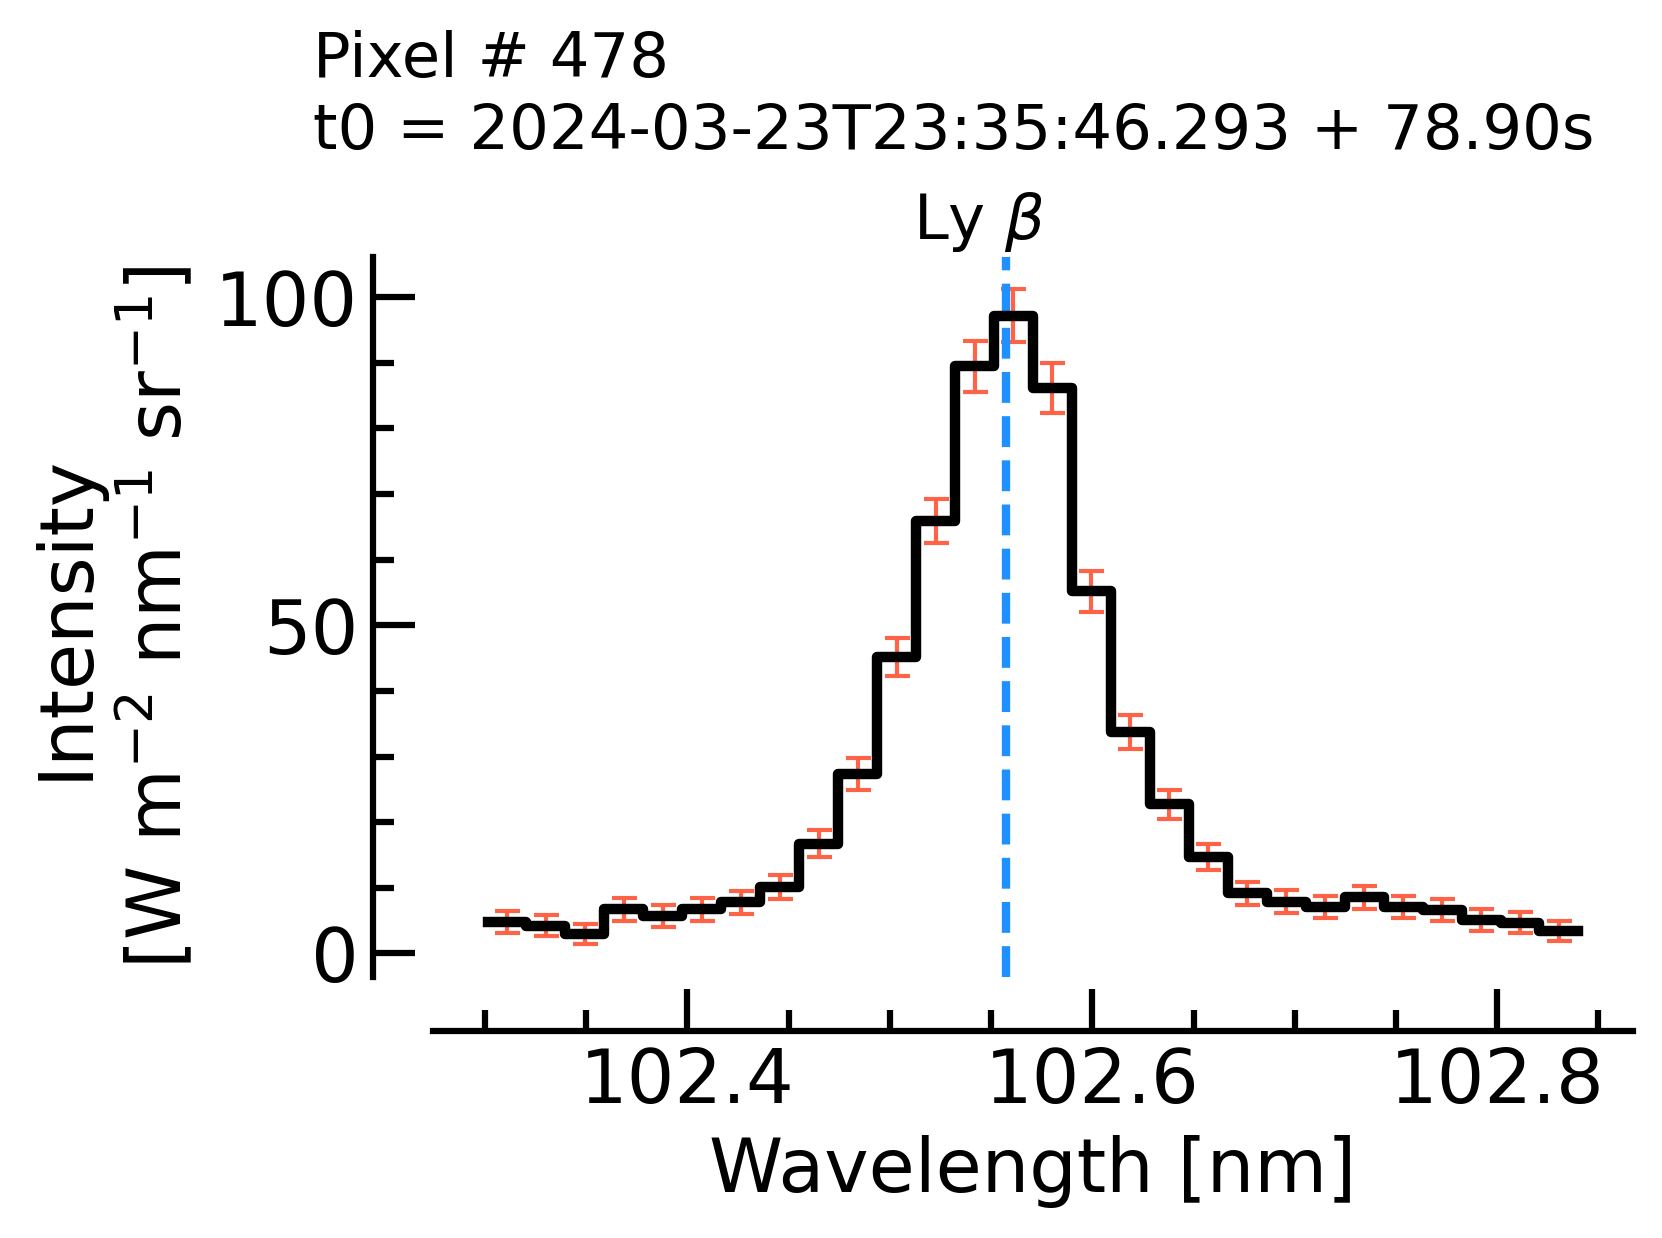 Pixel # 478
t0 = 2024-03-23T23:35:46.293 + 78.90s
Ly β
Intensity
[W m⁻² nm⁻¹ sr⁻¹]
100
50
0
102.4 102.6 102.8
Wavelength [nm]